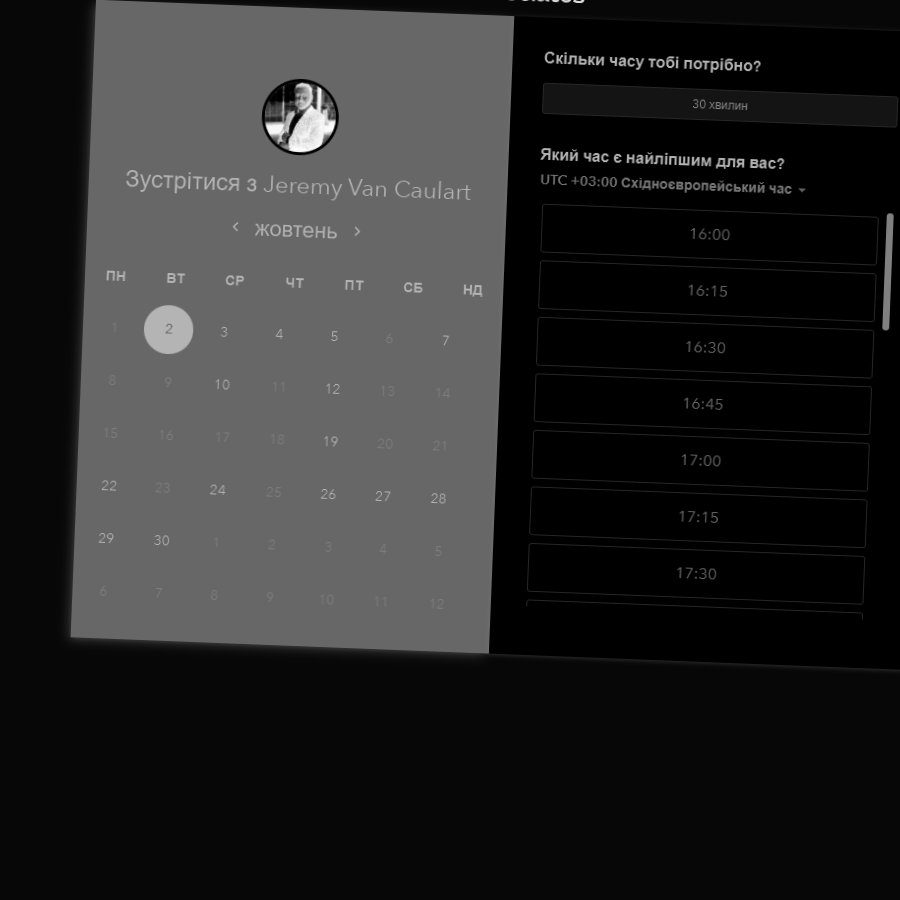 Зустрітися з Jeremy Van Caulart
жовтень
ПН ВТ СР ЧТ ПТ СБ НД
1 2 3 4 5 6 7
8 9 10 11 12 13 14
15 16 17 18 19 20 21
22 23 24 25 26 27 28
29 30 1 2 3 4 5
6 7 8 9 10 11 12
Скільки часу тобі потрібно?
30 хвилин
Який час є найліпшим для вас?
UTC +03:00 Східноєвропейський час
16:00
16:15
16:30
16:45
17:00
17:15
17:30